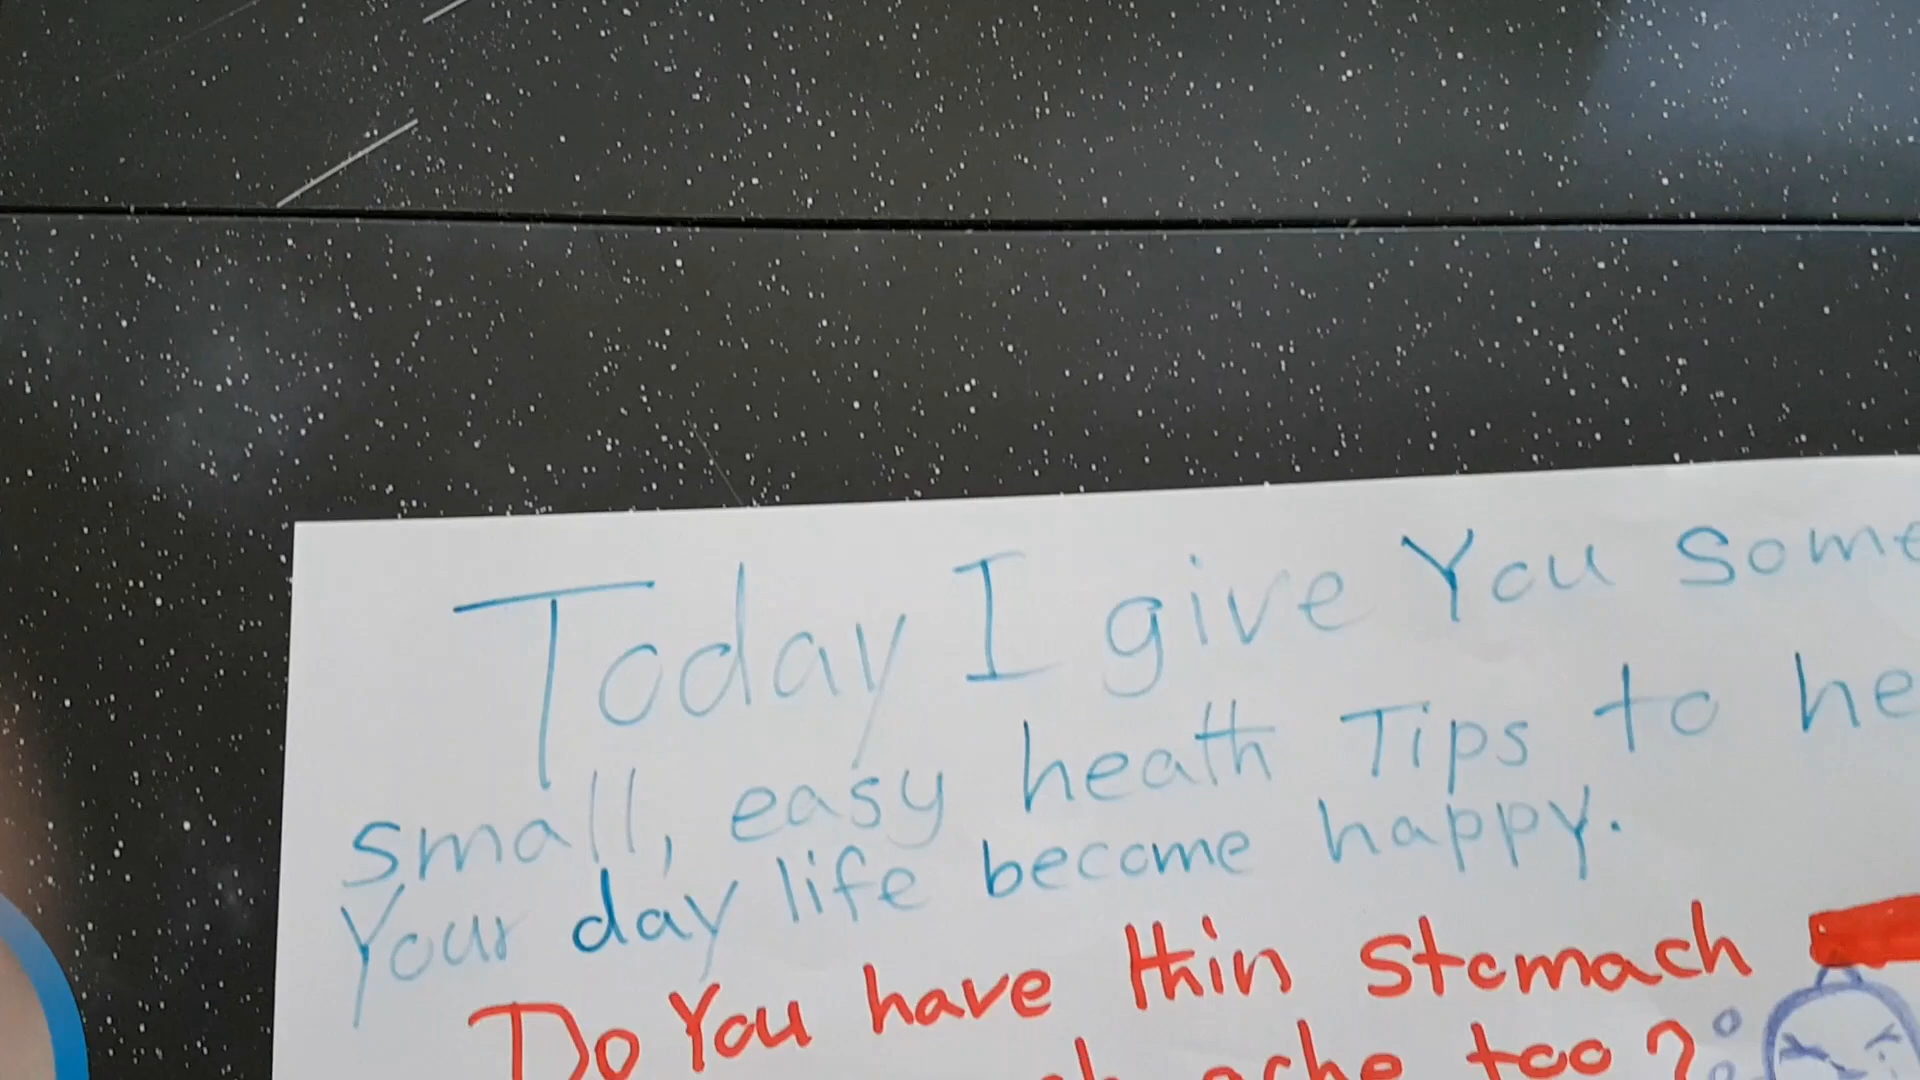 Today I give You Some
small, easy heath Tips to he
Your day life become happy.
Do You have thin Stomach
ache too?